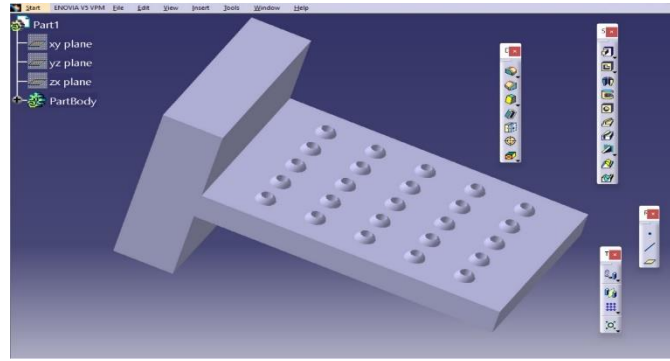 Start ENOVIA V5 VPM File Edit View Insert Tools Window Help
Part1
xy plane
yz plane
zx plane
PartBody